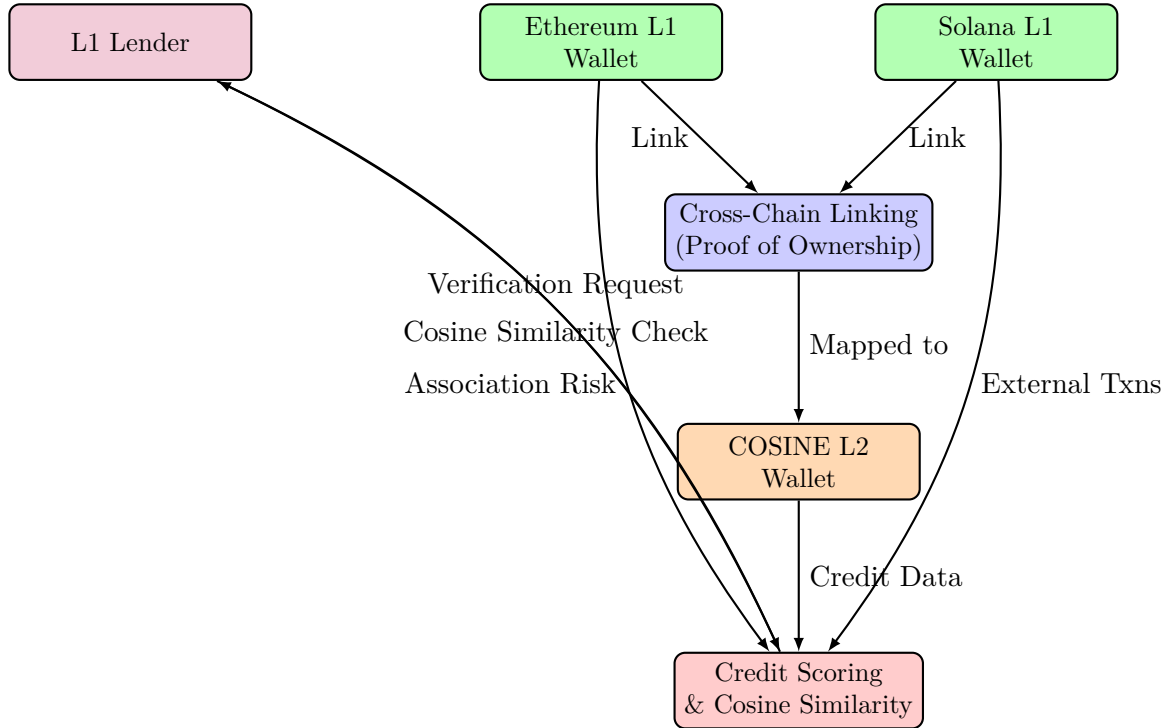 L1 Lender
Ethereum L1
Wallet
Solana L1
Wallet
Link
Link
Cross-Chain Linking
(Proof of Ownership)
Verification Request
Cosine Similarity Check
Mapped to
Association Risk
External Txns
COSINE L2
Wallet
Credit Data
Credit Scoring
& Cosine Similarity